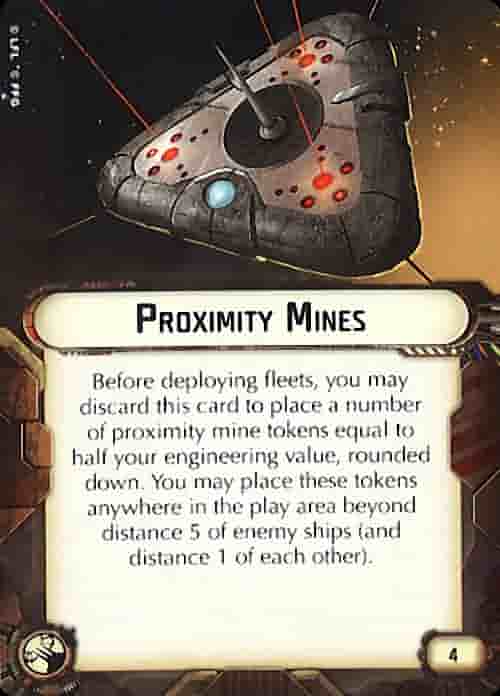 © LFL © FFG
PROXIMITY MINES
Before deploying fleets, you may
discard this card to place a number
of proximity mine tokens equal to
half your engineering value, rounded
down. You may place these tokens
anywhere in the play area beyond
distance 5 of enemy ships (and
distance 1 of each other).
4